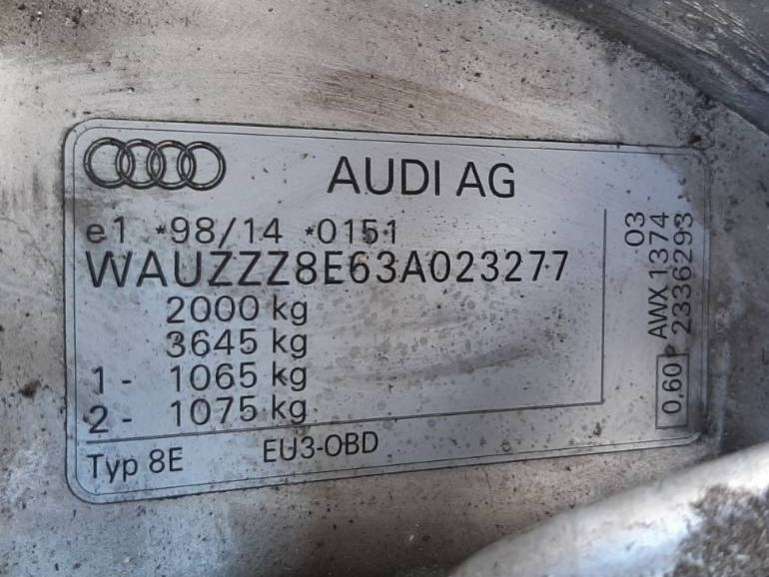 AUDI AG
e1 *98/14 *0151
WAUZZZ8E63A023277
2000 kg
3645 kg
1- 1065 kg
2- 1075 kg
Typ 8E EU3-OBD
03
AWX 1374
2336293
0,60 P